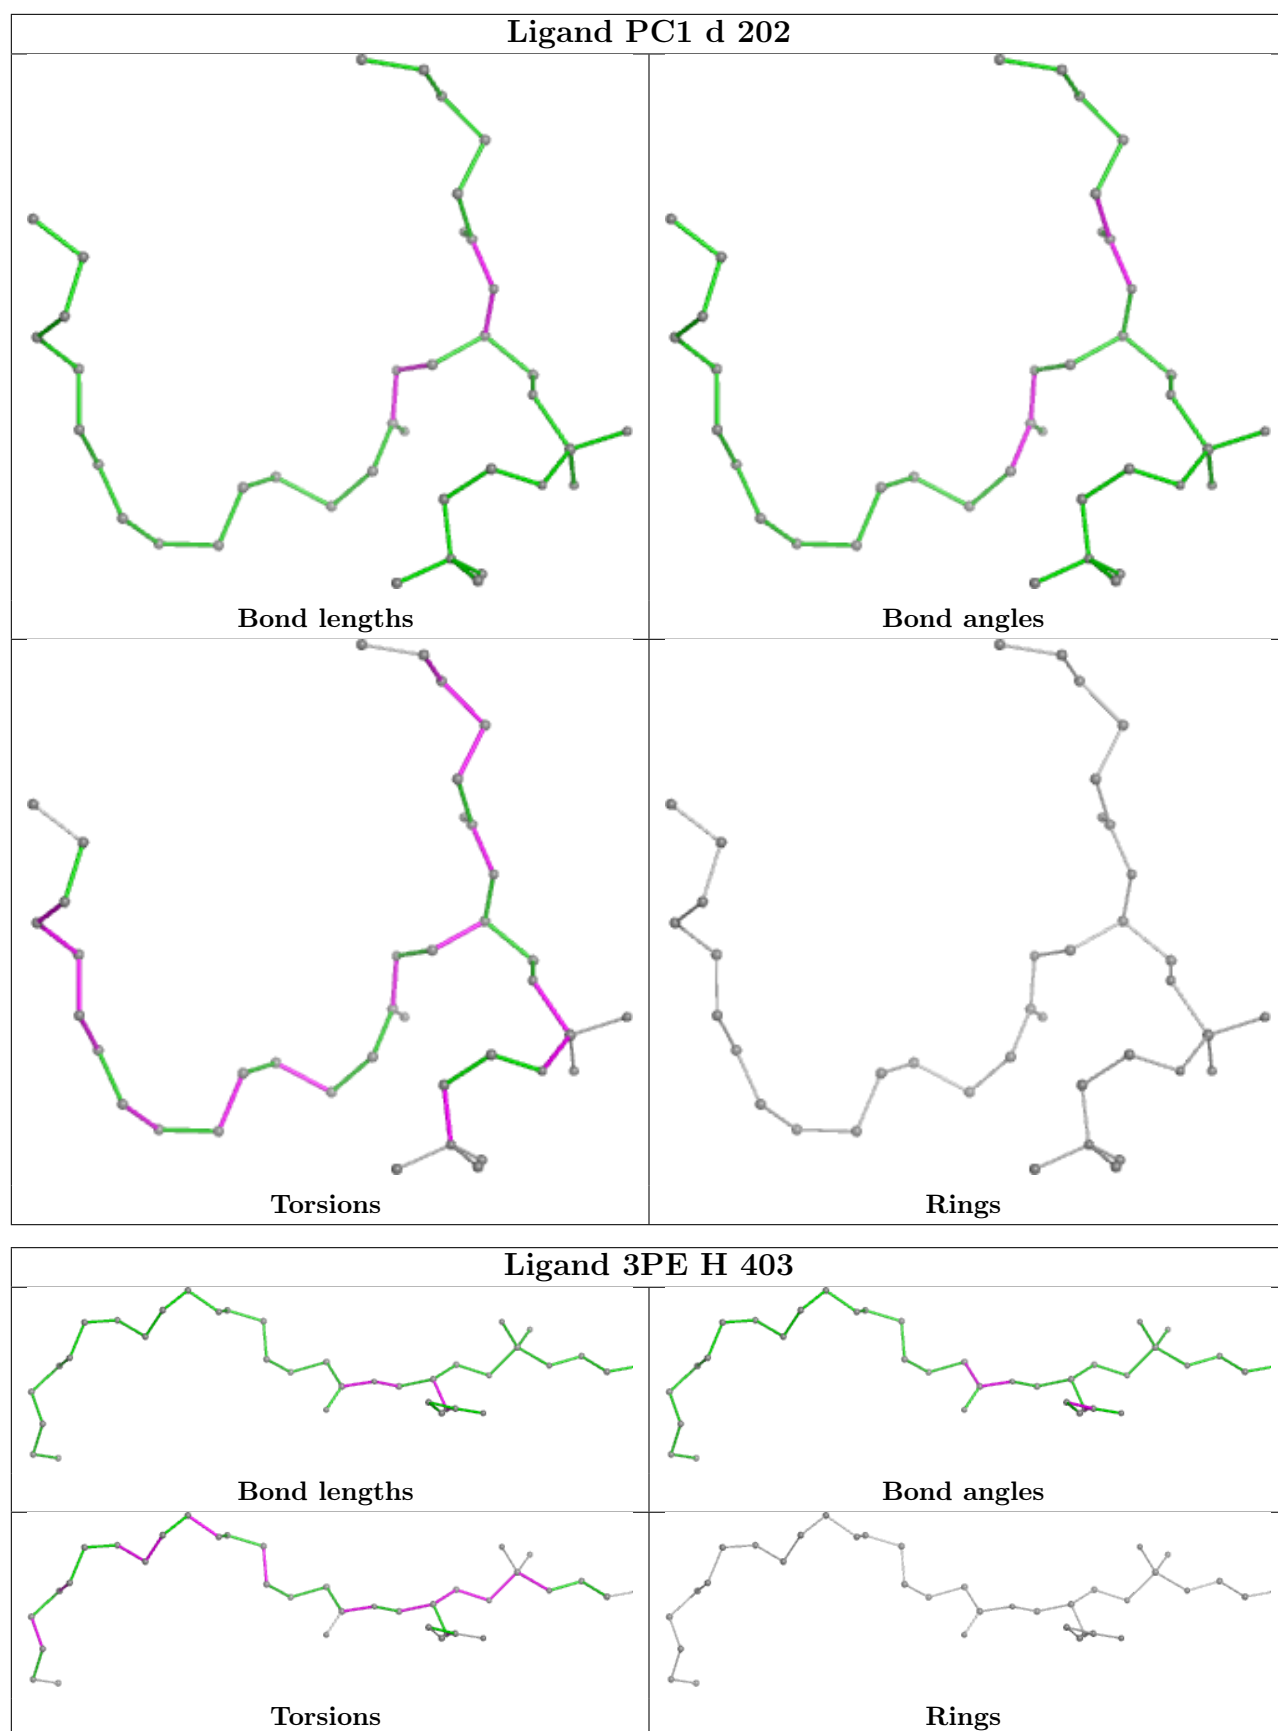 Ligand PC1 d 202
Bond lengths
Bond angles
Torsions
Rings
Ligand 3PE H 403
Bond lengths
Bond angles
Torsions
Rings